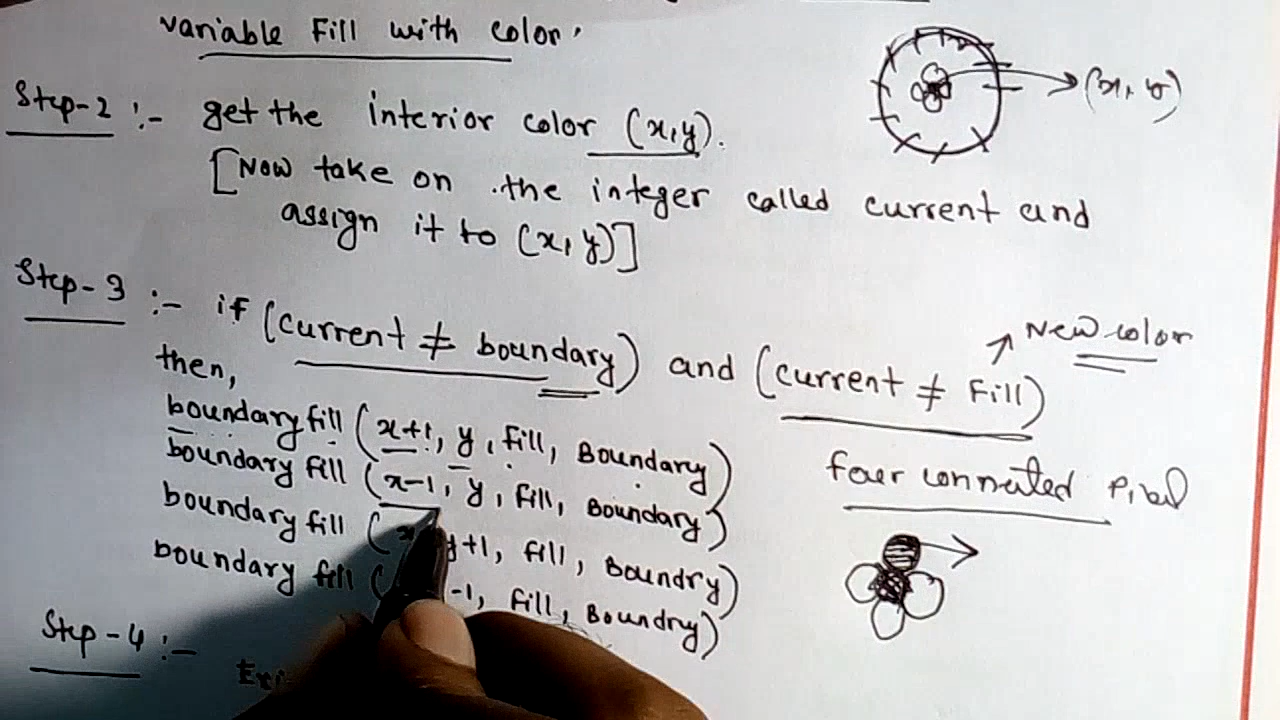 variable Fill with color.
Step-2 :- get the interior color (x,y).
[Now take on the integer called current and
assign it to (x, y)]
(x, y)
Step-3 :- if (current ≠ boundary) and (current ≠ Fill)
New color
then,
boundary fill (x+1, y, fill, Boundary)
boundary fill (x-1, y, fill, Boundary)
boundary fill (x, y+1, fill, Boundry)
boundary fill ( -1, fill, Boundry)
four connected Pixel
Step-4 :-